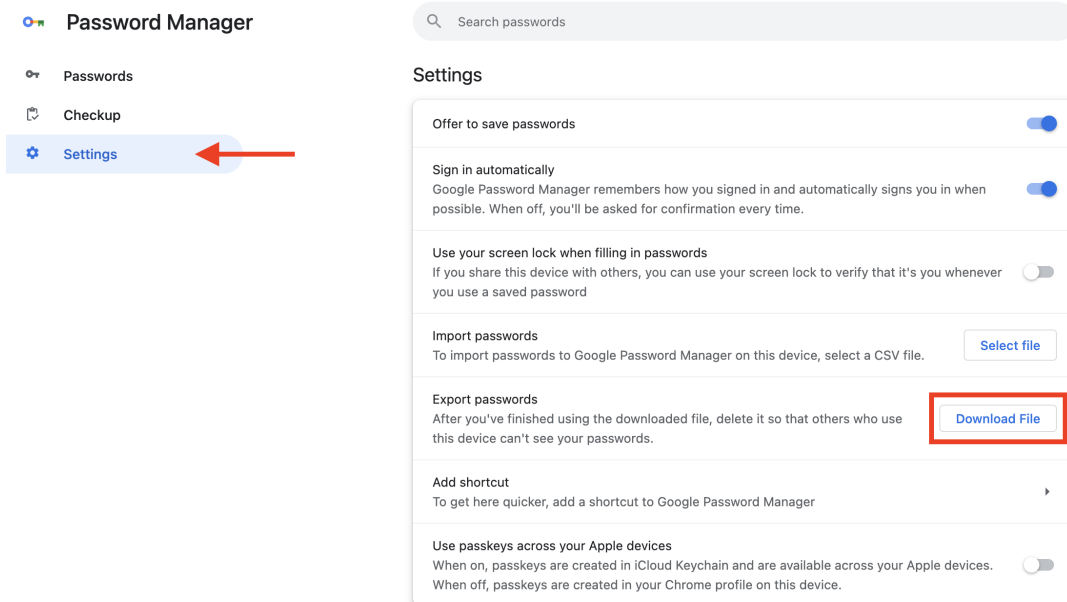 Password Manager
Search passwords
Passwords
Checkup
Settings
Settings
Offer to save passwords
Sign in automatically
Google Password Manager remembers how you signed in and automatically signs you in when
possible. When off, you'll be asked for confirmation every time.
Use your screen lock when filling in passwords
If you share this device with others, you can use your screen lock to verify that it's you whenever
you use a saved password
Import passwords
To import passwords to Google Password Manager on this device, select a CSV file.
Select file
Export passwords
After you've finished using the downloaded file, delete it so that others who use
this device can't see your passwords.
Download File
Add shortcut
To get here quicker, add a shortcut to Google Password Manager
Use passkeys across your Apple devices
When on, passkeys are created in iCloud Keychain and are available across your Apple devices.
When off, passkeys are created in your Chrome profile on this device.